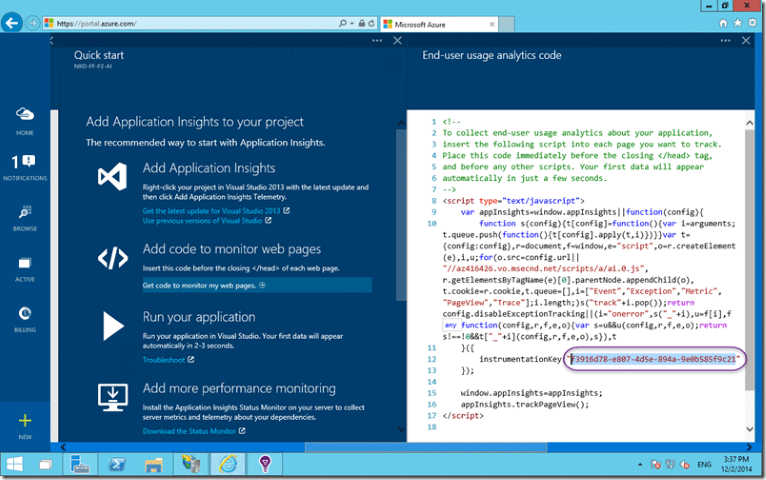 https://portal.azure.com/
Microsoft Azure
Quick start
NKD-FF-F2-AI
End-user usage analytics code
HOME
1
NOTIFICATIONS
BROWSE
ACTIVE
BILLING
NEW
Add Application Insights to your project
The recommended way to start with Application Insights.
Add Application Insights
Right-click your project in Visual Studio 2013 with the latest update and
then click Add Application Insights Telemetry.
Get the latest update for Visual Studio 2013
Use previous versions of Visual Studio
Add code to monitor web pages
Insert this code before the closing </head> of each web page.
Get code to monitor my web pages.
Run your application
Run your application in Visual Studio. Your first data will appear
automatically in 2-3 seconds.
Troubleshoot
Add more performance monitoring
Install the Application Insights Status Monitor on your server to collect
server metrics and telemetry about your dependencies.
Download the Status Monitor
1 <!--
2 To collect end-user usage analytics about your application,
3 insert the following script into each page you want to track.
4 Place this code immediately before the closing </head> tag,
5 and before any other scripts. Your first data will appear
6 automatically in just a few seconds.
7 -->
8 <script type="text/javascript">
9 var appInsights=window.appInsights||function(config){
10 function s(config){t[config]=function(){var i=arguments;
t.queue.push(function(){t[config].apply(t,i)})}}var t=
{config:config},r=document,f=window,e="script",o=r.createElement
(e),i,u;for(o.src=config.url||
"//az416426.vo.msecnd.net/scripts/a/ai.0.js",
r.getElementsByTagName(e)[0].parentNode.appendChild(o),
t.cookie=r.cookie,t.queue=[],i=["Event","Exception","Metric",
"PageView","Trace"];i.length;)s("track"+i.pop());return
config.disableExceptionTracking||(i="onerror",s("_"+i),u=f[i],f
any function(config,r,f,e,o){var s=u&&u(config,r,f,e,o);return
s!==!0&&t["_"+i](config,r,f,e,o),s}),t
11 }({
12 instrumentationKey:"f3916d78-e807-4d5e-894a-9e0b585f9c21"
13 });
14
15 window.appInsights=appInsights;
16 appInsights.trackPageView();
17 </script>
18
3:37 PM
ENG
12/2/2014